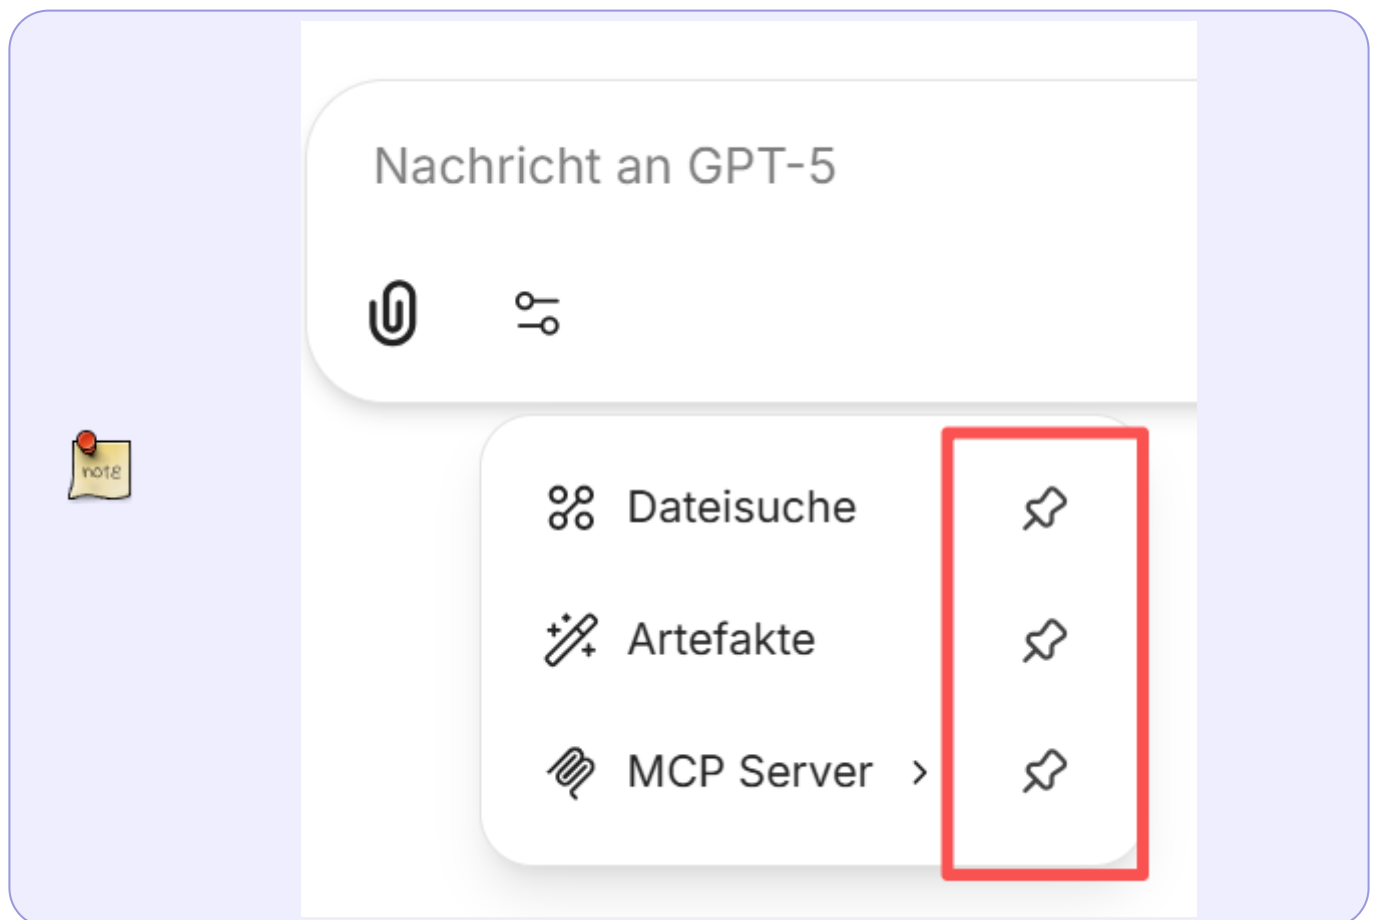 Nachricht an GPT-5
note
Dateisuche
Artefakte
MCP Server